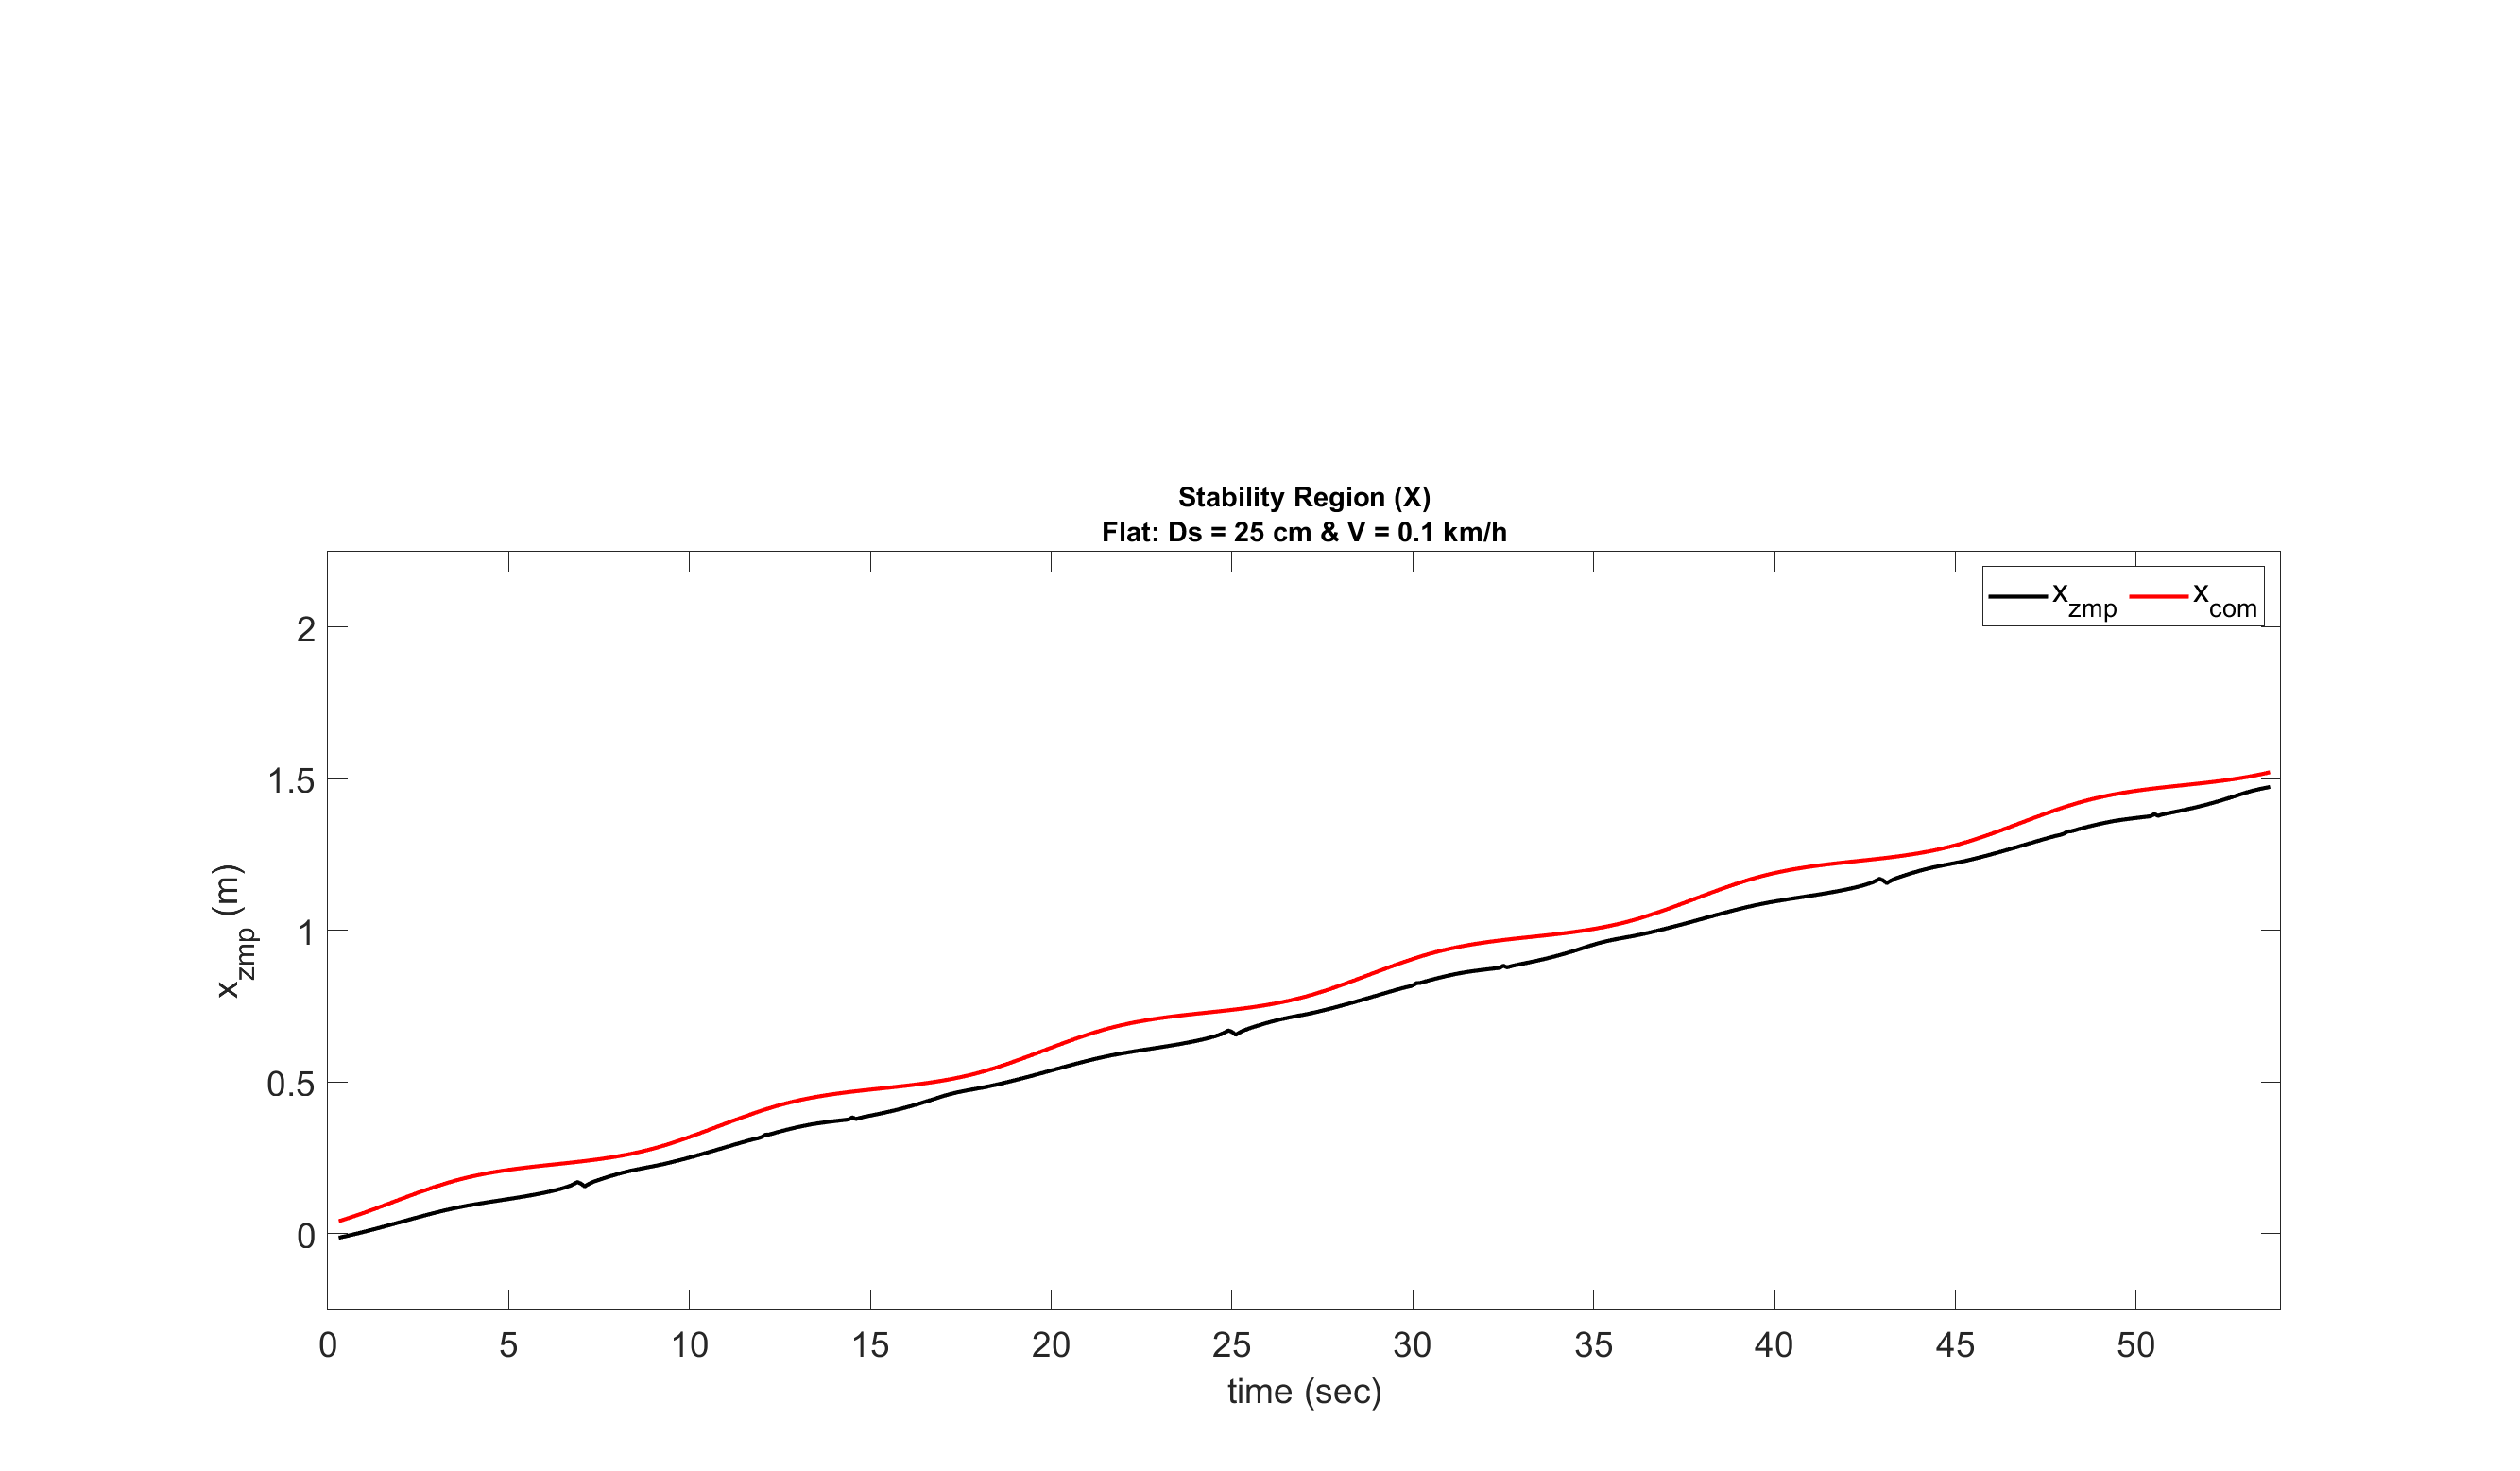 Stability Region (X)
Flat: Ds = 25 cm & V = 0.1 km/h
x_zmp x_com
2
1.5
1
0.5
0
x_zmp (m)
0 5 10 15 20 25 30 35 40 45 50
time (sec)